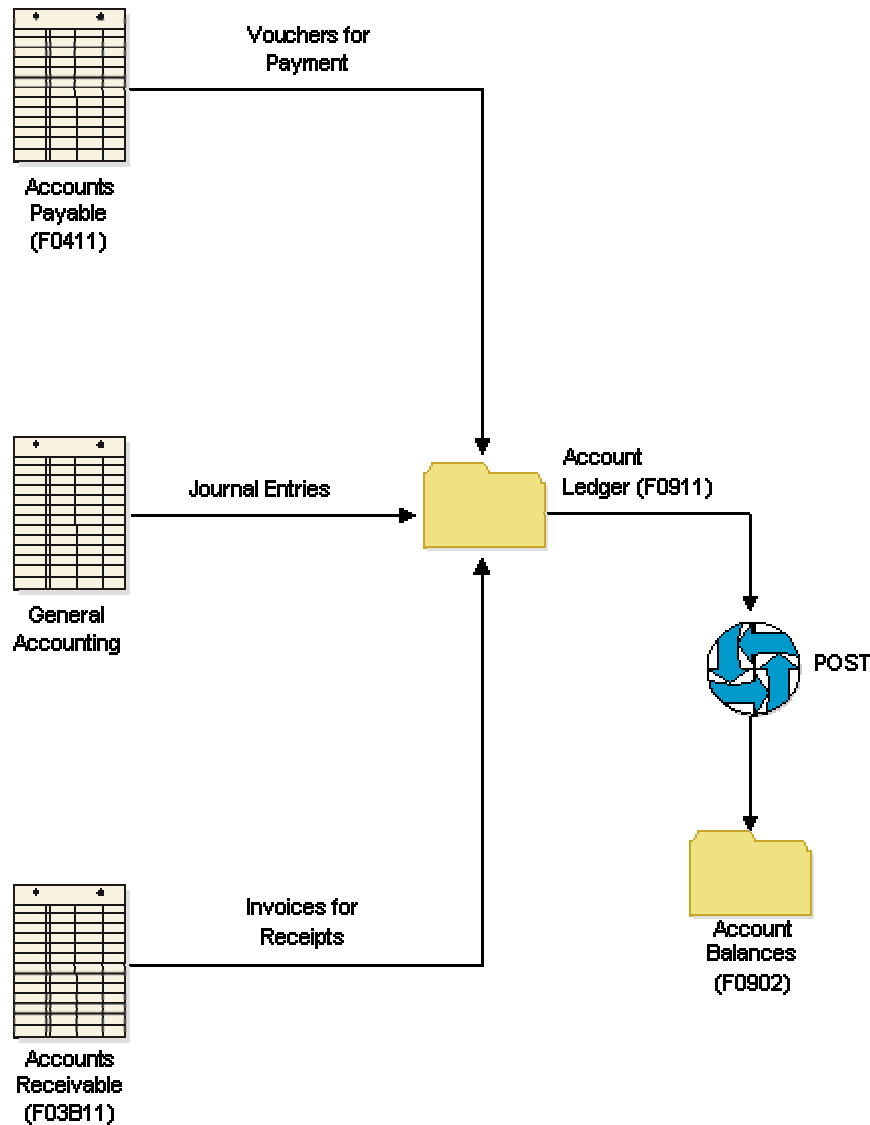 Vouchers for
Payment
Accounts
Payable
(F0411)
Account
Ledger (F0911)
Journal Entries
General
Accounting
POST
Invoices for
Receipts
Account
Balances
(F0902)
Accounts
Receivable
(F03B11)